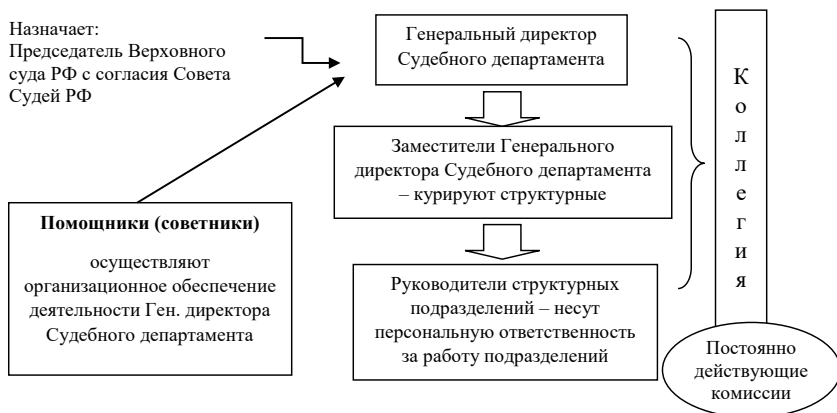 Назначает:
Председатель Верховного
суда РФ с согласия Совета
Судей РФ
Генеральный директор
Судебного департамента
Заместители Генерального
директора Судебного департамента
– курируют структурные
Помощники (советники)
осуществляют
организационное обеспечение
деятельности Ген. директора
Судебного департамента
Руководители структурных
подразделений – несут
персональную ответственность
за работу подразделений
К
о
л
л
е
г
и
я
Постоянно
действующие
комиссии